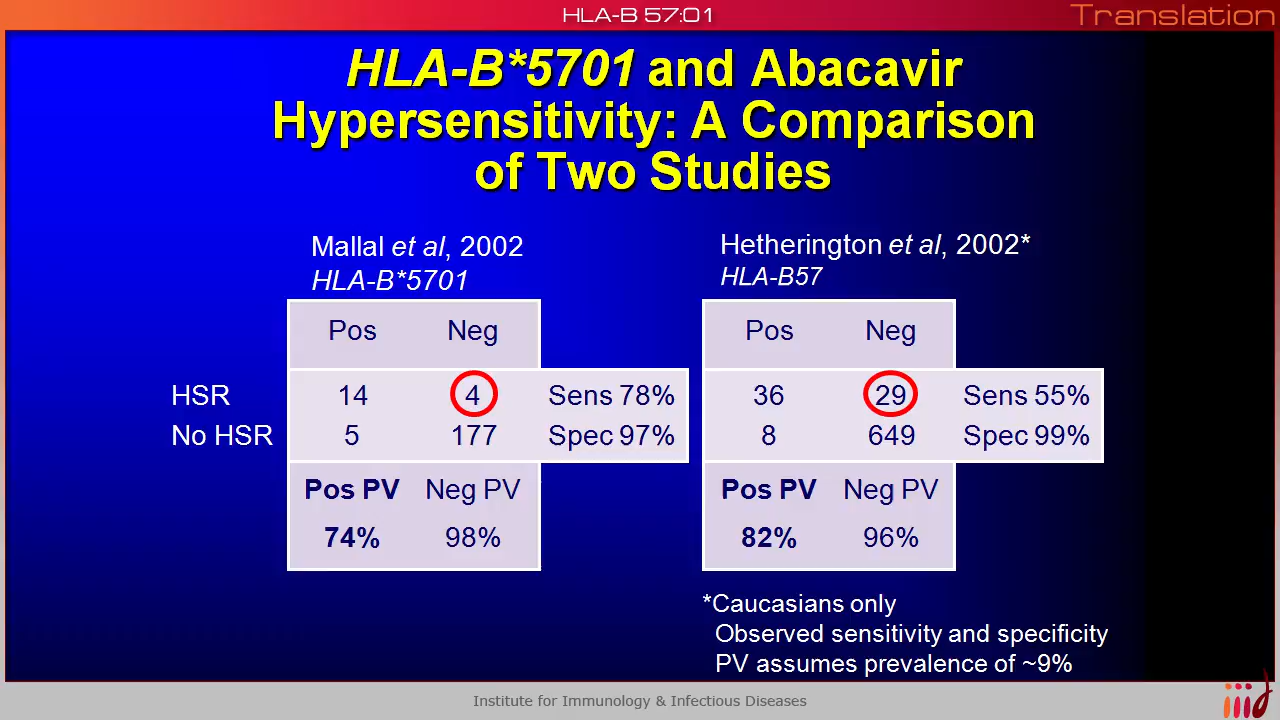 HLA-B 57:01
Translation
HLA-B*5701 and Abacavir
Hypersensitivity: A Comparison
of Two Studies
Mallal et al, 2002
HLA-B*5701
Hetherington et al, 2002*
HLA-B57
Pos Neg
Pos Neg
HSR 14 4 Sens 78% 36 29 Sens 55%
No HSR 5 177 Spec 97% 8 649 Spec 99%
Pos PV Neg PV
Pos PV Neg PV
74% 98%
82% 96%
*Caucasians only
Observed sensitivity and specificity
PV assumes prevalence of ~9%
Institute for Immunology & Infectious Diseases
iiid